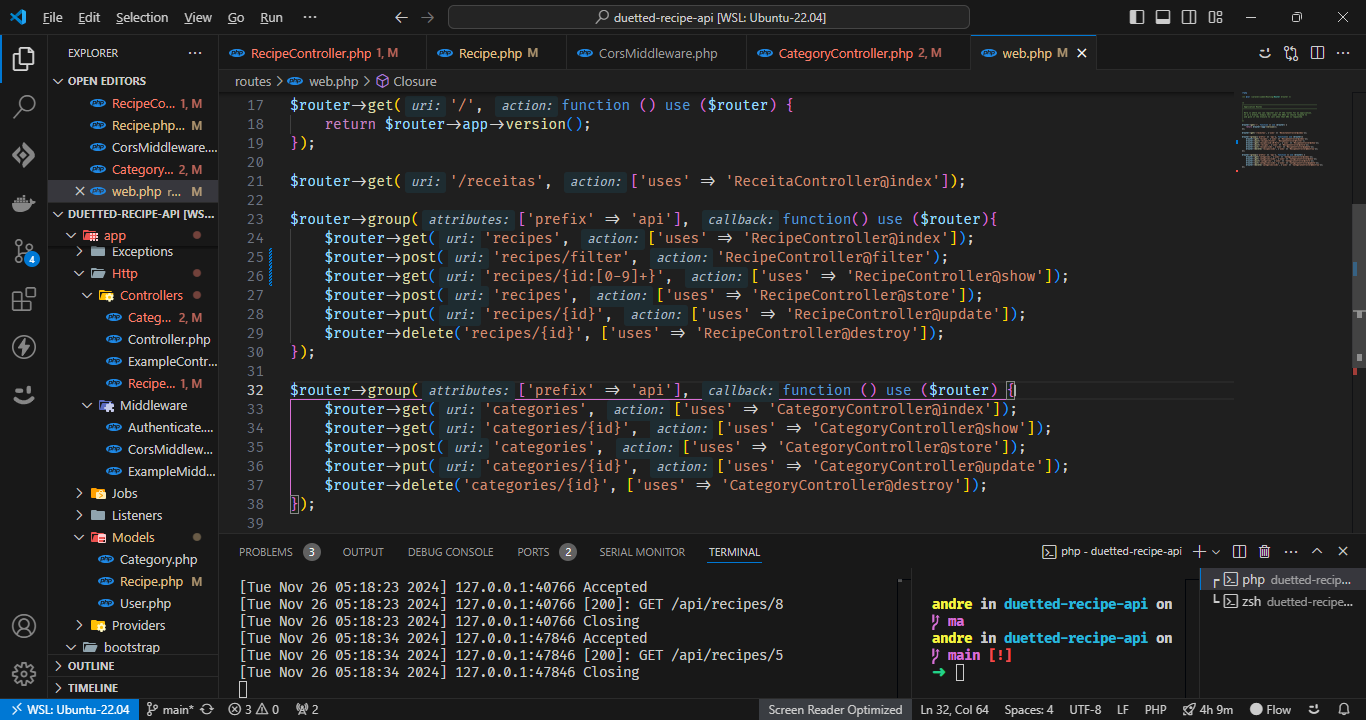 File Edit Selection View Go Run ··· duetted-recipe-api [WSL: Ubuntu-22.04]
EXPLORER ···
OPEN EDITORS
RecipeCo... 1, M
Recipe.php... M
CorsMiddleware....
Category... 2, M
web.php r... M
DUETTED-RECIPE-API [WS...
app
Exceptions
Http
Controllers
Categ... 2, M
Controller.php
ExampleContr...
Recipe... 1, M
Middleware
Authenticate....
CorsMiddlew...
ExampleMidd...
Jobs
Listeners
Models
Category.php
Recipe.php M
User.php
Providers
bootstrap
OUTLINE
TIMELINE
RecipeController.php 1, M Recipe.php M CorsMiddleware.php CategoryController.php 2, M web.php M
routes > web.php > Closure
17 $router->get( uri: '/', action: function () use ($router) {
18 return $router->app->version();
19 });
20
21 $router->get( uri: '/receitas', action: ['uses' => 'ReceitaController@index']);
22
23 $router->group( attributes: ['prefix' => 'api'], callback: function() use ($router){
24 $router->get( uri: 'recipes', action: ['uses' => 'RecipeController@index']);
25 $router->post( uri: 'recipes/filter', action: 'RecipeController@filter');
26 $router->get( uri: 'recipes/{id:[0-9]+}', action: ['uses' => 'RecipeController@show']);
27 $router->post( uri: 'recipes', action: ['uses' => 'RecipeController@store']);
28 $router->put( uri: 'recipes/{id}', action: ['uses' => 'RecipeController@update']);
29 $router->delete('recipes/{id}', ['uses' => 'RecipeController@destroy']);
30 });
31
32 $router->group( attributes: ['prefix' => 'api'], callback: function () use ($router) {
33 $router->get( uri: 'categories', action: ['uses' => 'CategoryController@index']);
34 $router->get( uri: 'categories/{id}', action: ['uses' => 'CategoryController@show']);
35 $router->post( uri: 'categories', action: ['uses' => 'CategoryController@store']);
36 $router->put( uri: 'categories/{id}', action: ['uses' => 'CategoryController@update']);
37 $router->delete('categories/{id}', ['uses' => 'CategoryController@destroy']);
38 });
39
PROBLEMS 3 OUTPUT DEBUG CONSOLE PORTS 2 SERIAL MONITOR TERMINAL php - duetted-recipe-api
[Tue Nov 26 05:18:23 2024] 127.0.0.1:40766 Accepted
[Tue Nov 26 05:18:23 2024] 127.0.0.1:40766 [200]: GET /api/recipes/8
[Tue Nov 26 05:18:23 2024] 127.0.0.1:40766 Closing
[Tue Nov 26 05:18:34 2024] 127.0.0.1:47846 Accepted
[Tue Nov 26 05:18:34 2024] 127.0.0.1:47846 [200]: GET /api/recipes/5
[Tue Nov 26 05:18:34 2024] 127.0.0.1:47846 Closing
andre in duetted-recipe-api on
ma
andre in duetted-recipe-api on
main [!]
➜
php duetted-recip...
zsh duetted-recipe...
4
WSL: Ubuntu-22.04 main* 3 0 2 Screen Reader Optimized Ln 32, Col 64 Spaces: 4 UTF-8 LF PHP 4h 9m Flow